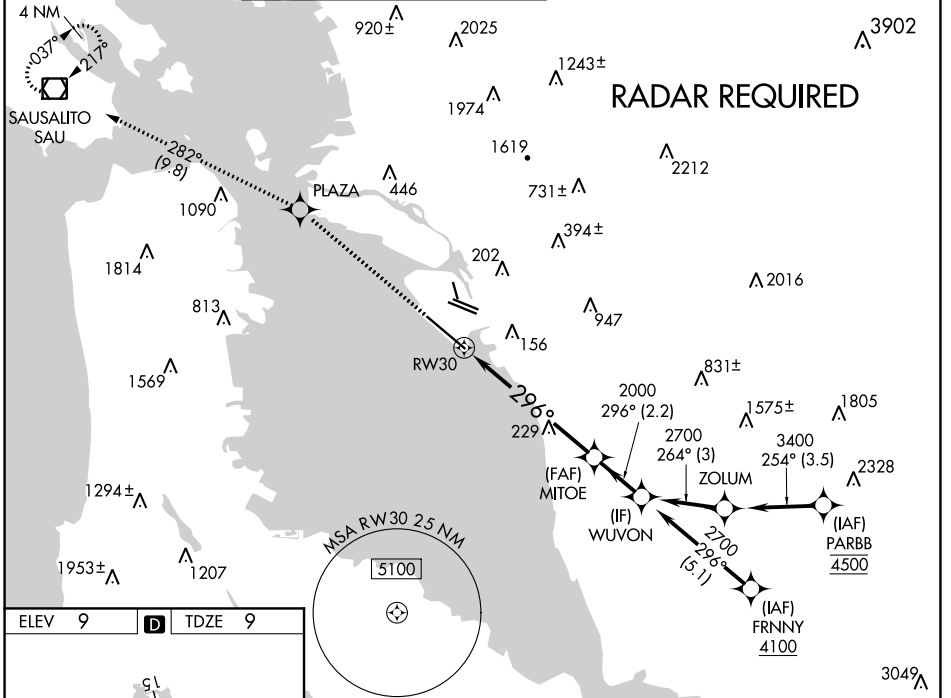 4 NM
037°
217°
SAUSALITO
SAU
920±
2025
3902
1243±
1974
RADAR REQUIRED
1619
2212
282°
(9.8)
PLAZA
446
731±
1090
394±
1814
202
2016
813
947
156
RW30
1569
831±
2000
296° (2.2)
296°
229
1575±
1805
2700
264° (3)
3400
254° (3.5)
(FAF)
MITOE
ZOLUM
2328
1294±
(IF)
WUVON
(IAF)
PARBB
4500
2700
296°
(5.1)
MSA RW30 25 NM
5100
1953±
1207
(IAF)
FRNNY
4100
ELEV 9
D
TDZE 9
15
3049